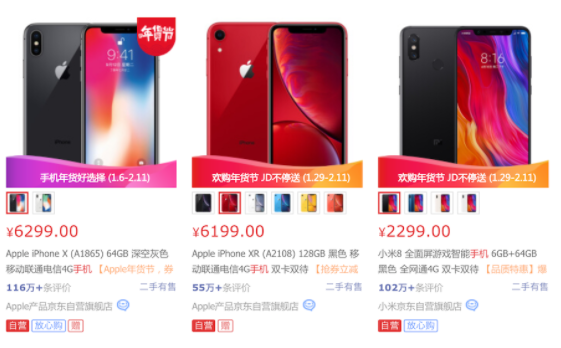 年货节
9:41
9:41
8:16
手机年货好选择 (1.6-2.11)
欢购年货节 JD不停送 (1.29-2.11)
欢购年货节 JD不停送 (1.29-2.11)
¥6299.00
Apple iPhone X (A1865) 64GB 深空灰色
移动联通电信4G手机 【Apple年货节，券
116万+条评价 二手有售
Apple产品京东自营旗舰店
自营 放心购 赠
¥6199.00
Apple iPhone XR (A2108) 128GB 黑色 移
动联通电信4G手机 双卡双待 【抢券立减
55万+条评价 二手有售
Apple产品京东自营旗舰店
自营 赠
¥2299.00
小米8 全面屏游戏智能手机 6GB+64GB
黑色 全网通4G 双卡双待 【品质特惠】爆
102万+条评价 二手有售
小米京东自营旗舰店
自营 放心购